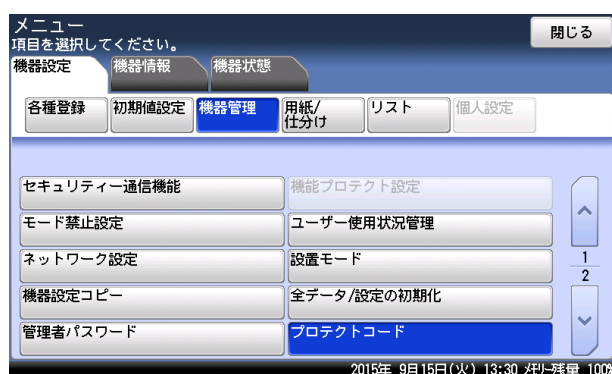 メニュー
項目を選択してください。
閉じる
機器設定 機器情報 機器状態
各種登録 初期値設定 機器管理 用紙/
仕分け リスト 個人設定
セキュリティー通信機能 機能プロテクト設定
モード禁止設定 ユーザー使用状況管理
ネットワーク設定 設置モード
機器設定コピー 全データ/設定の初期化
管理者パスワード プロテクトコード
1
2
2015年 9月15日(火) 13:30 ﾒﾓﾘｰ残量 100%